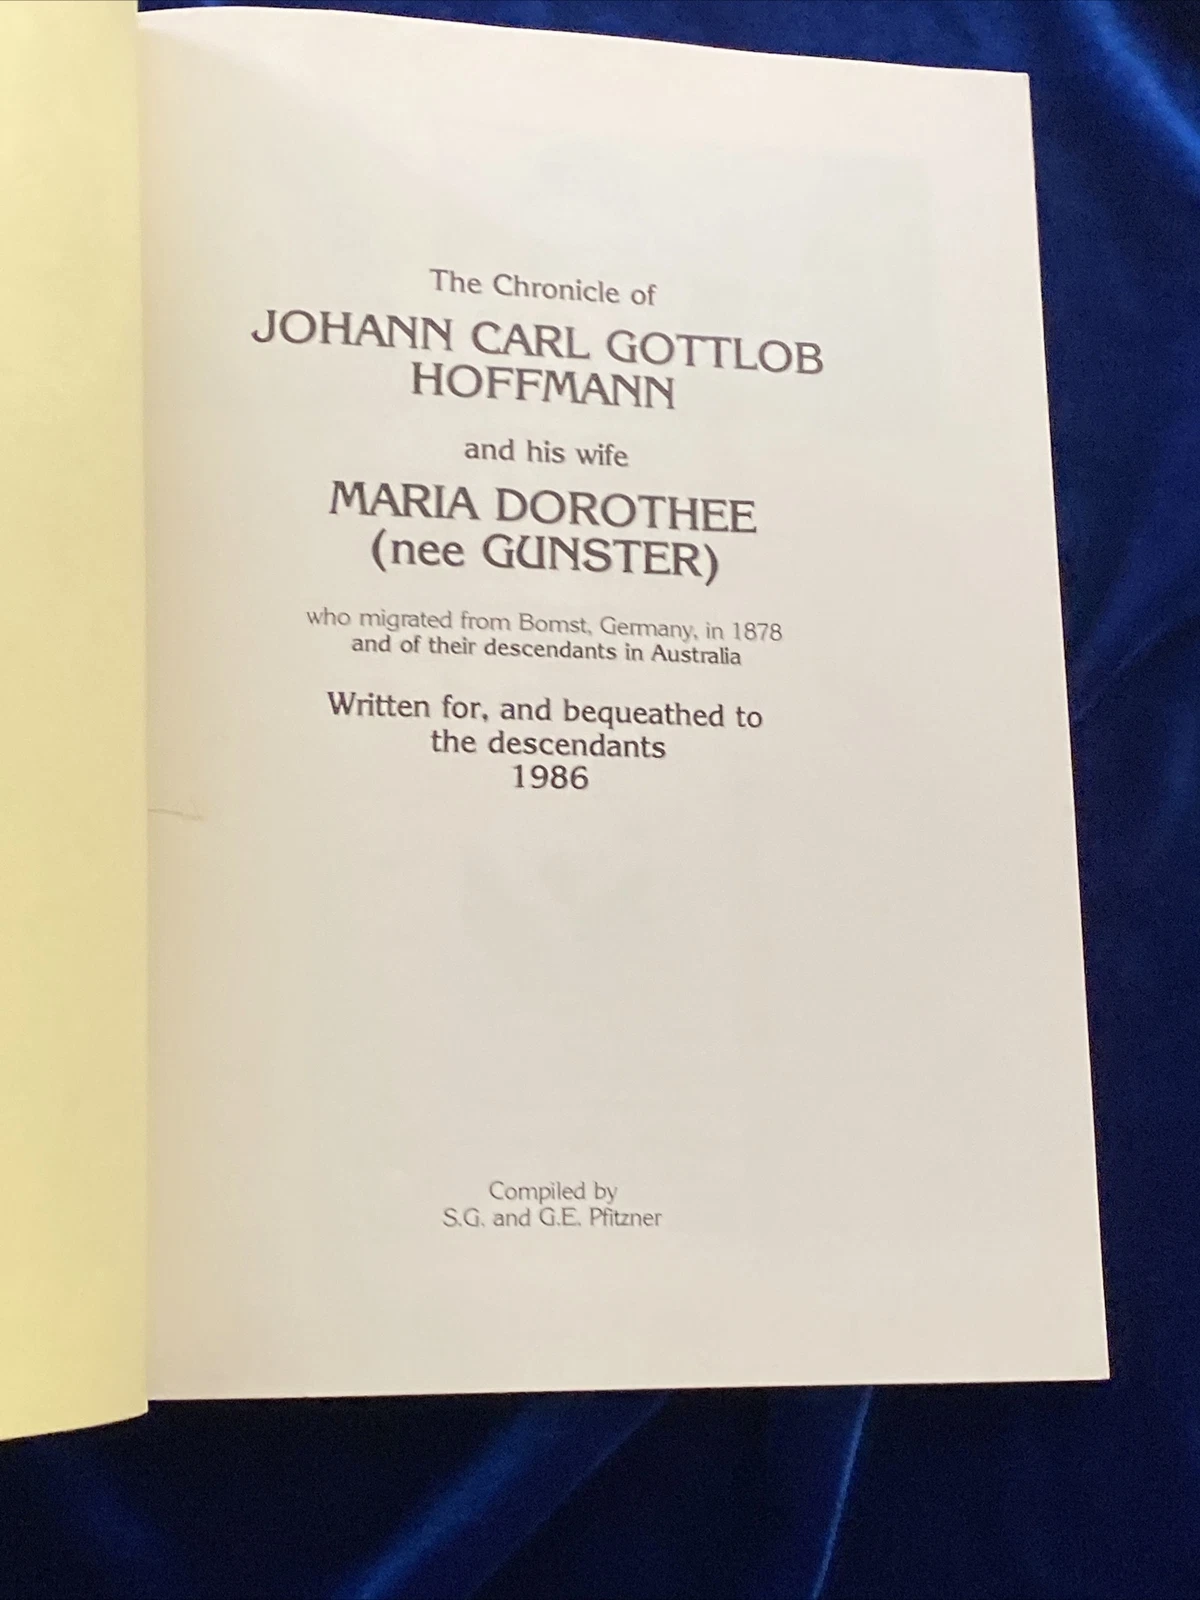 The Chronicle of
JOHANN CARL GOTTLOB
HOFFMANN
and his wife
MARIA DOROTHEE
(nee GUNSTER)
who migrated from Bomst, Germany, in 1878
and of their descendants in Australia
Written for, and bequeathed to
the descendants
1986
Compiled by
S.G. and G.E. Pfitzner